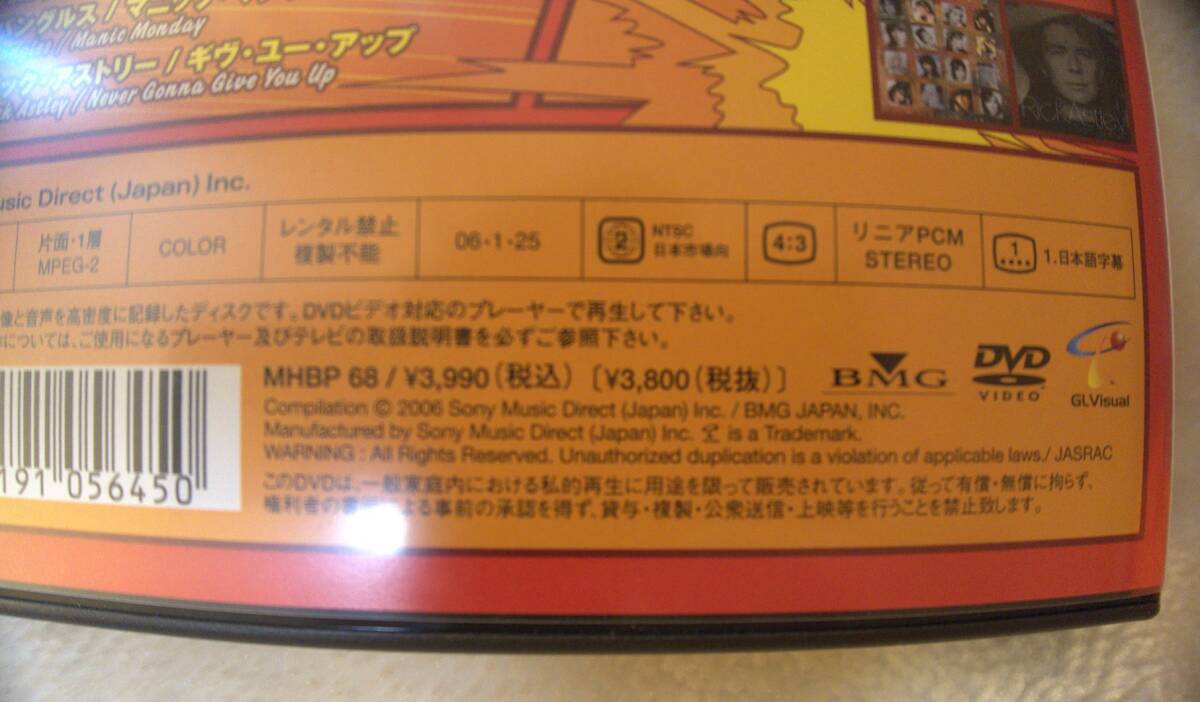 ングルス / マニック・
/ Manic Monday
ック・アストリー / ギヴ・ユー・アップ
Astley / Never Gonna Give You Up
Rick Astley
usic Direct (Japan) Inc.
片面・1層
MPEG-2
COLOR
レンタル禁止
複製不能
06・1・25
2
NTSC
日本市場向
4:3
リニアPCM
STEREO
1
1.日本語字幕
像と音声を高密度に記録したディスクです。DVDビデオ対応のプレーヤーで再生して下さい。
については、ご使用になるプレーヤー及びテレビの取扱説明書を必ずご参照下さい。
MHBP 68 / ¥3,990(税込)[¥3,800(税抜)]
BMG
DVD
VIDEO
GLVisual
Compilation © 2006 Sony Music Direct (Japan) Inc. / BMG JAPAN, INC.
Manufactured by Sony Music Direct (Japan) Inc. is a Trademark.
WARNING : All Rights Reserved. Unauthorized duplication is a violation of applicable laws./ JASRAC
191 056450
このDVDは、一般家庭内における私的再生に用途を限って販売されています。従って有償・無償に拘らず、
権利者の による事前の承認を得ず、貸与・複製・公衆送信・上映等を行うことを禁止致します。